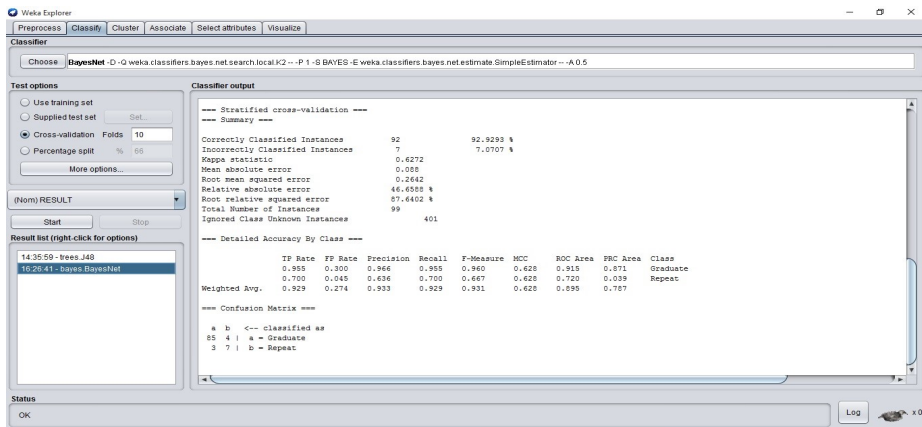 Weka Explorer
Preprocess Classify Cluster Associate Select attributes Visualize
Classifier
Choose BayesNet -D -Q weka.classifiers.bayes.net.search.local.K2 -- -P 1 -S BAYES -E weka.classifiers.bayes.net.estimate.SimpleEstimator -- -A 0.5
Test options
Use training set
Supplied test set Set...
Cross-validation Folds 10
Percentage split % 66
More options...
(Nom) RESULT
Start Stop
Result list (right-click for options)
14:35:59 - trees.J48
16:26:41 - bayes.BayesNet
Classifier output
=== Stratified cross-validation ===
=== Summary ===
Correctly Classified Instances 92 92.9293 %
Incorrectly Classified Instances 7 7.0707 %
Kappa statistic 0.6272
Mean absolute error 0.088
Root mean squared error 0.2642
Relative absolute error 46.6588 %
Root relative squared error 87.6402 %
Total Number of Instances 99
Ignored Class Unknown Instances 401
=== Detailed Accuracy By Class ===
TP Rate FP Rate Precision Recall F-Measure MCC ROC Area PRC Area Class
0.955 0.300 0.966 0.955 0.960 0.628 0.915 0.871 Graduate
0.700 0.045 0.636 0.700 0.667 0.628 0.720 0.039 Repeat
Weighted Avg. 0.929 0.274 0.933 0.929 0.931 0.628 0.895 0.787
=== Confusion Matrix ===
a b <-- classified as
85 4 | a = Graduate
3 7 | b = Repeat
Status
OK
Log
x 0